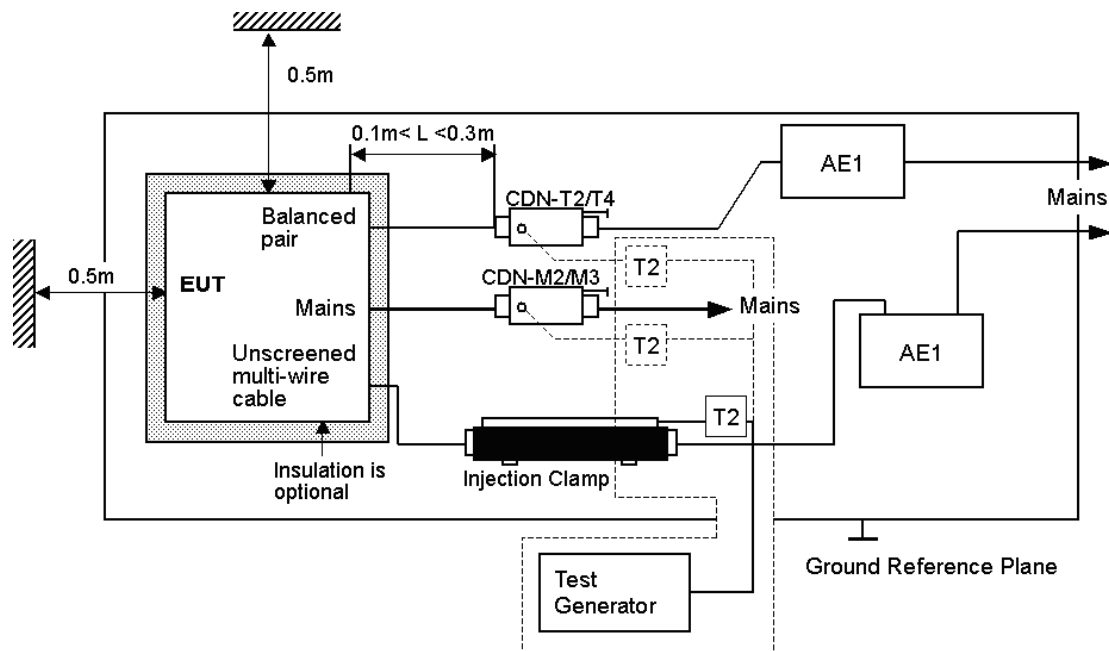 0.5m
0.1m< L <0.3m
AE1
Mains
CDN-T2/T4
Balanced
pair
T2
0.5m
EUT
CDN-M2/M3
Mains
Mains
T2
AE1
Unscreened
multi-wire
cable
T2
Insulation is
optional
Injection Clamp
Test
Generator
Ground Reference Plane